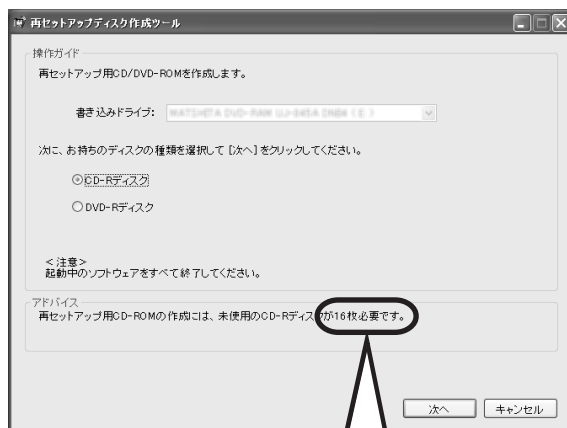 再セットアップディスク作成ツール
操作ガイド
再セットアップ用CD/DVD-ROMを作成します。
書き込みドライブ:
次に、お持ちのディスクの種類を選択して [次へ] をクリックしてください。
CD-Rディスク
DVD-Rディスク
<注意>
起動中のソフトウェアをすべて終了してください。
アドバイス
再セットアップ用CD-ROMの作成には、未使用のCD-Rディスクが16枚必要です。
次へ
キャンセル